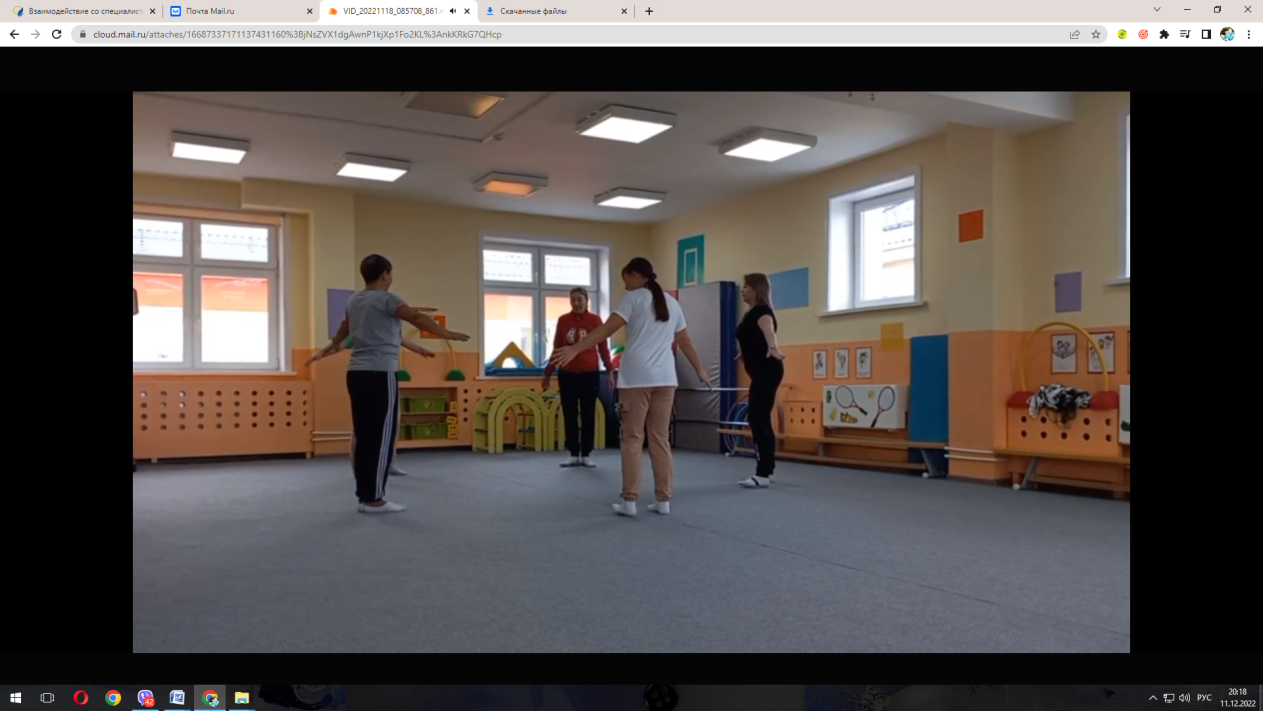 Взаимодействие со специалист
Почта Mail.ru
VID_20221118_085708_861.m
Скачанные файлы
cloud.mail.ru/attaches/16687337171137431160%3BjNsZVX1dgAwnP1kjXp1Fo2KL%3AnkKRkG7QHcp
42
РУС
20:18
11.12.2022